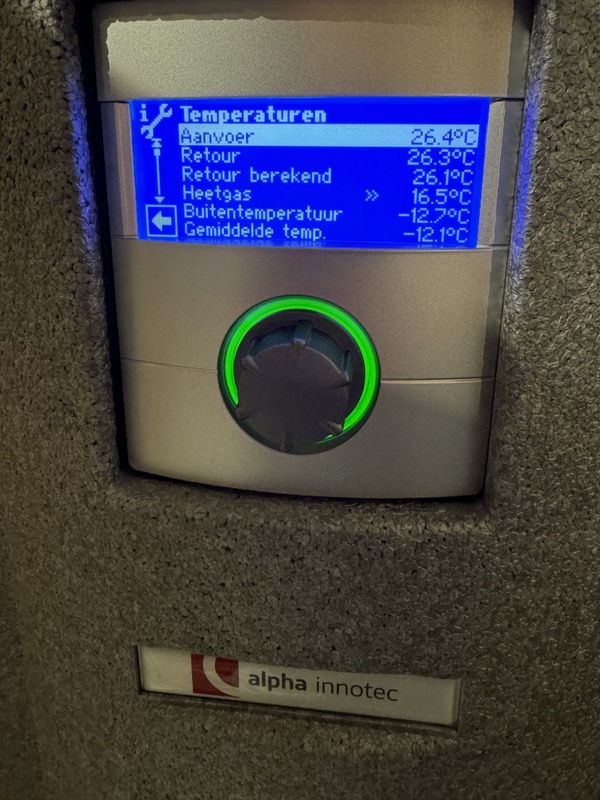 Temperaturen
Aanvoer 26.4°C
Retour 26.3°C
Retour berekend 26.1°C
Heetgas » 16.5°C
Buitentemperatuur -12.7°C
Gemiddelde temp. -12.1°C
alpha innotec